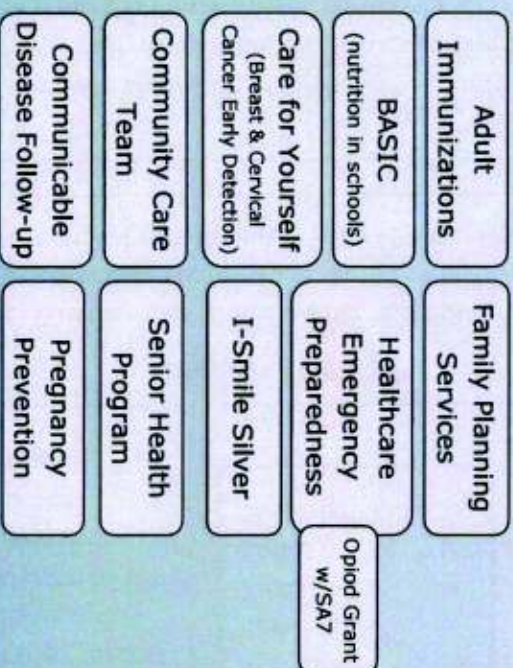 Adult
Immunizations
Family Planning
Services
BASIC
(nutrition in schools)
Healthcare
Emergency
Preparedness
Opiod Grant
w/SA7
Care for Yourself
(Breast & Cervical
Cancer Early Detection)
I-Smile Silver
Community Care
Team
Senior Health
Program
Communicable
Disease Follow-up
Pregnancy
Prevention